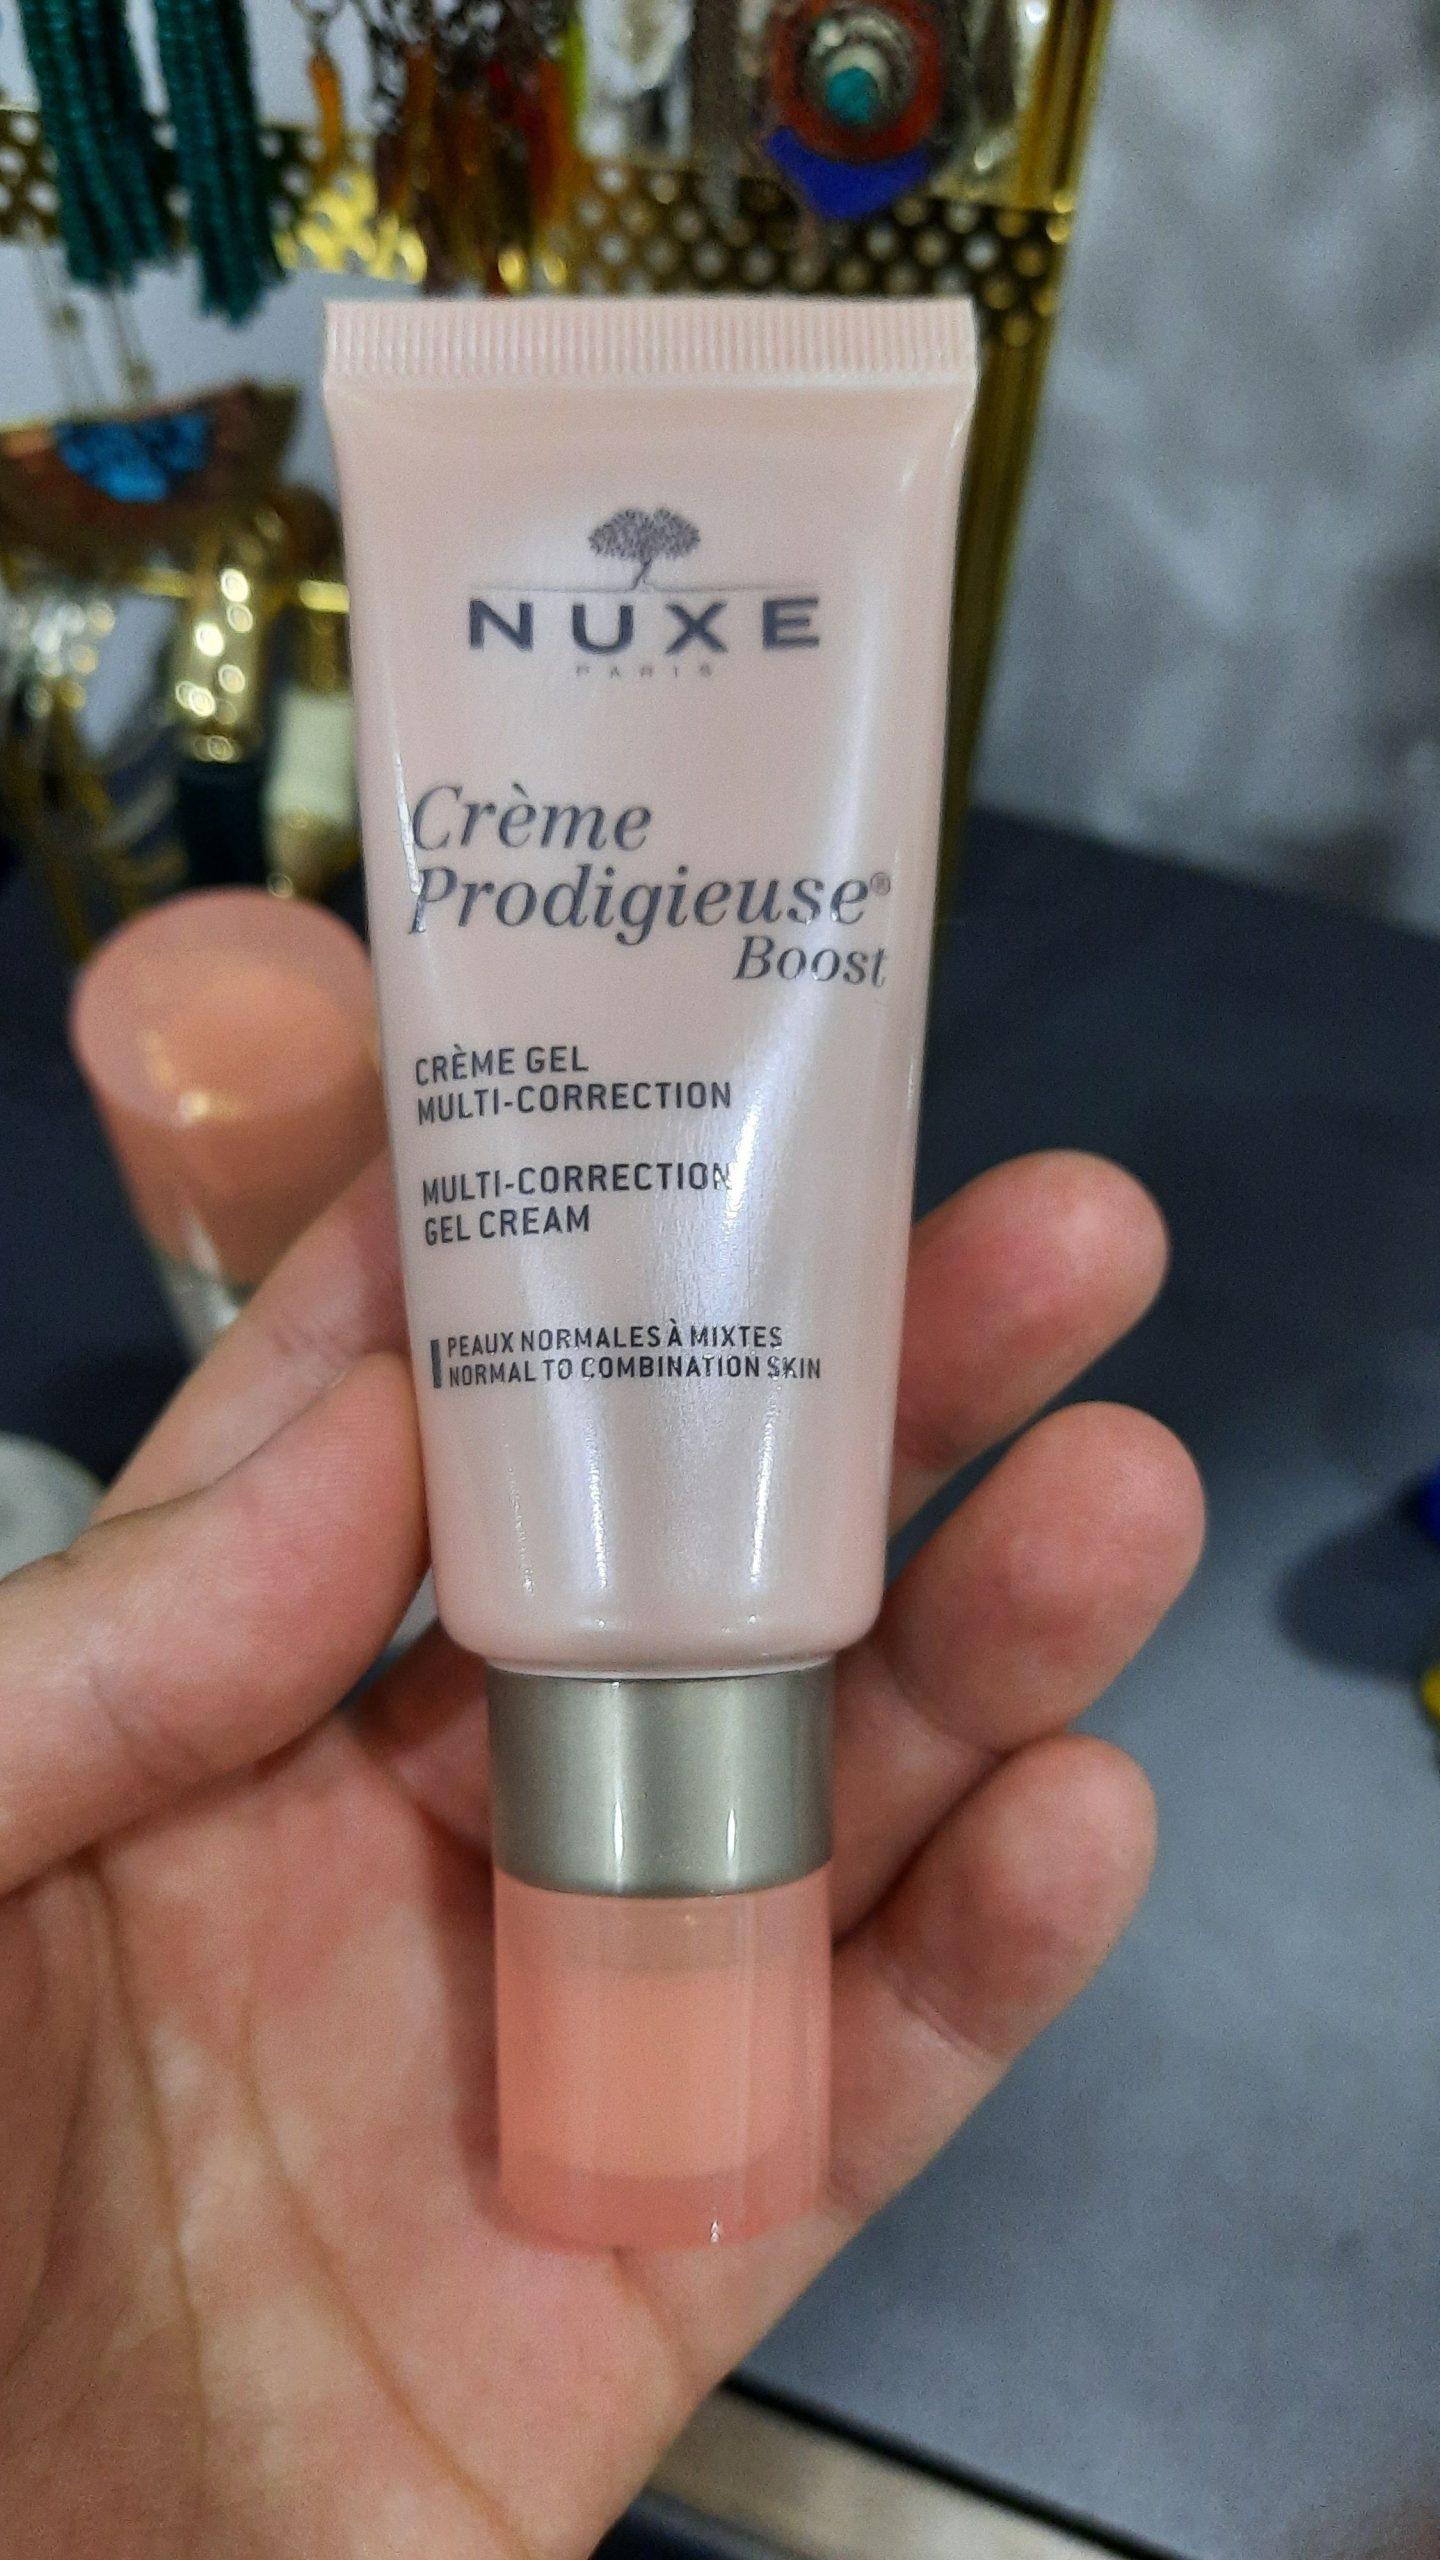 NUXE
PARIS
Crème
Prodigieuse®
Boost
CRÈME GEL
MULTI-CORRECTION
MULTI-CORRECTION
GEL CREAM
PEAUX NORMALES À MIXTES
NORMAL TO COMBINATION SKIN